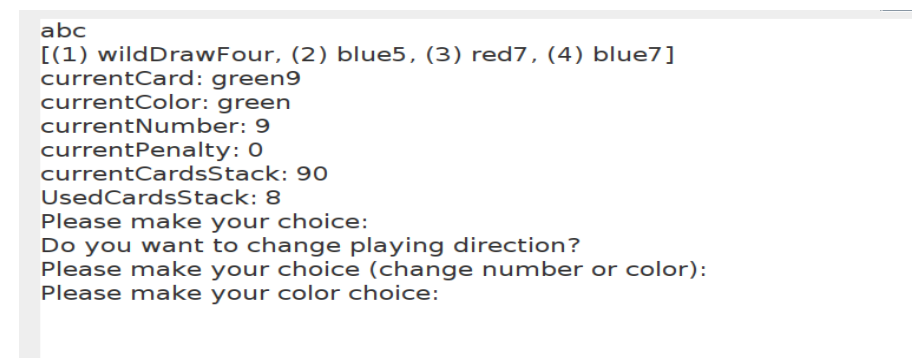 abc
[(1) wildDrawFour, (2) blue5, (3) red7, (4) blue7]
currentCard: green9
currentColor: green
currentNumber: 9
currentPenalty: 0
currentCardsStack: 90
UsedCardsStack: 8
Please make your choice:
Do you want to change playing direction?
Please make your choice (change number or color):
Please make your color choice: